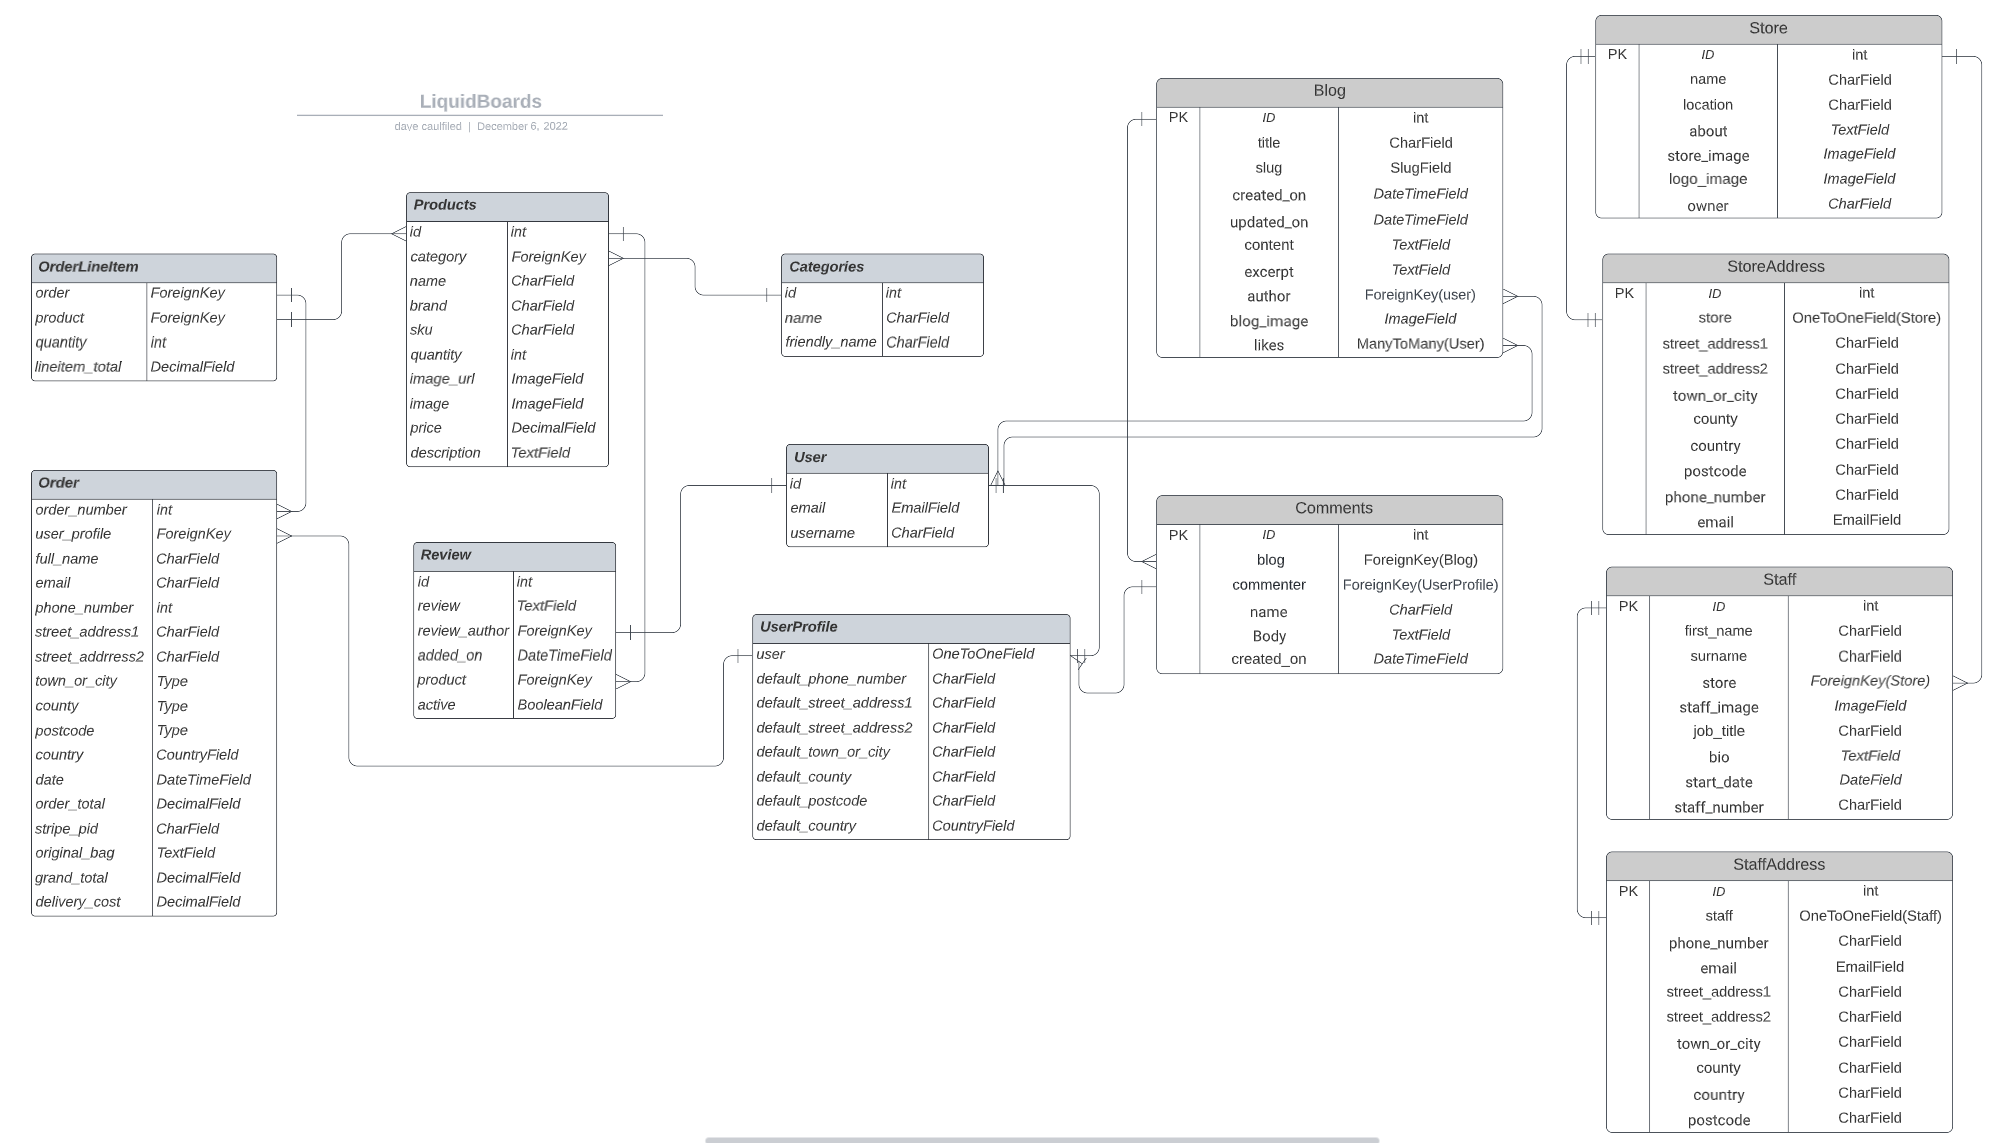 LiquidBoards
dave caulfiled | December 6, 2022
OrderLineItem
order ForeignKey
product ForeignKey
quantity int
lineitem_total DecimalField
Order
order_number int
user_profile ForeignKey
full_name CharField
email CharField
phone_number int
street_address1 CharField
street_addrress2 CharField
town_or_city Type
county Type
postcode Type
country CountryField
date DateTimeField
order_total DecimalField
stripe_pid CharField
original_bag TextField
grand_total DecimalField
delivery_cost DecimalField
Products
id int
category ForeignKey
name CharField
brand CharField
sku CharField
quantity int
image_url ImageField
image ImageField
price DecimalField
description TextField
Review
id int
review TextField
review_author ForeignKey
added_on DateTimeField
product ForeignKey
active BooleanField
Categories
id int
name CharField
friendly_name CharField
User
id int
email EmailField
username CharField
UserProfile
user OneToOneField
default_phone_number CharField
default_street_address1 CharField
default_street_address2 CharField
default_town_or_city CharField
default_county CharField
default_postcode CharField
default_country CountryField
Blog
PK ID int
title CharField
slug SlugField
created_on DateTimeField
updated_on DateTimeField
content TextField
excerpt TextField
author ForeignKey(user)
blog_image ImageField
likes ManyToMany(User)
Comments
PK ID int
blog ForeignKey(Blog)
commenter ForeignKey(UserProfile)
name CharField
Body TextField
created_on DateTimeField
Store
PK ID int
name CharField
location CharField
about TextField
store_image ImageField
logo_image ImageField
owner CharField
StoreAddress
PK ID int
store OneToOneField(Store)
street_address1 CharField
street_address2 CharField
town_or_city CharField
county CharField
country CharField
postcode CharField
phone_number CharField
email EmailField
Staff
PK ID int
first_name CharField
surname CharField
store ForeignKey(Store)
staff_image ImageField
job_title CharField
bio TextField
start_date DateField
staff_number CharField
StaffAddress
PK ID int
staff OneToOneField(Staff)
phone_number CharField
email EmailField
street_address1 CharField
street_address2 CharField
town_or_city CharField
county CharField
country CharField
postcode CharField